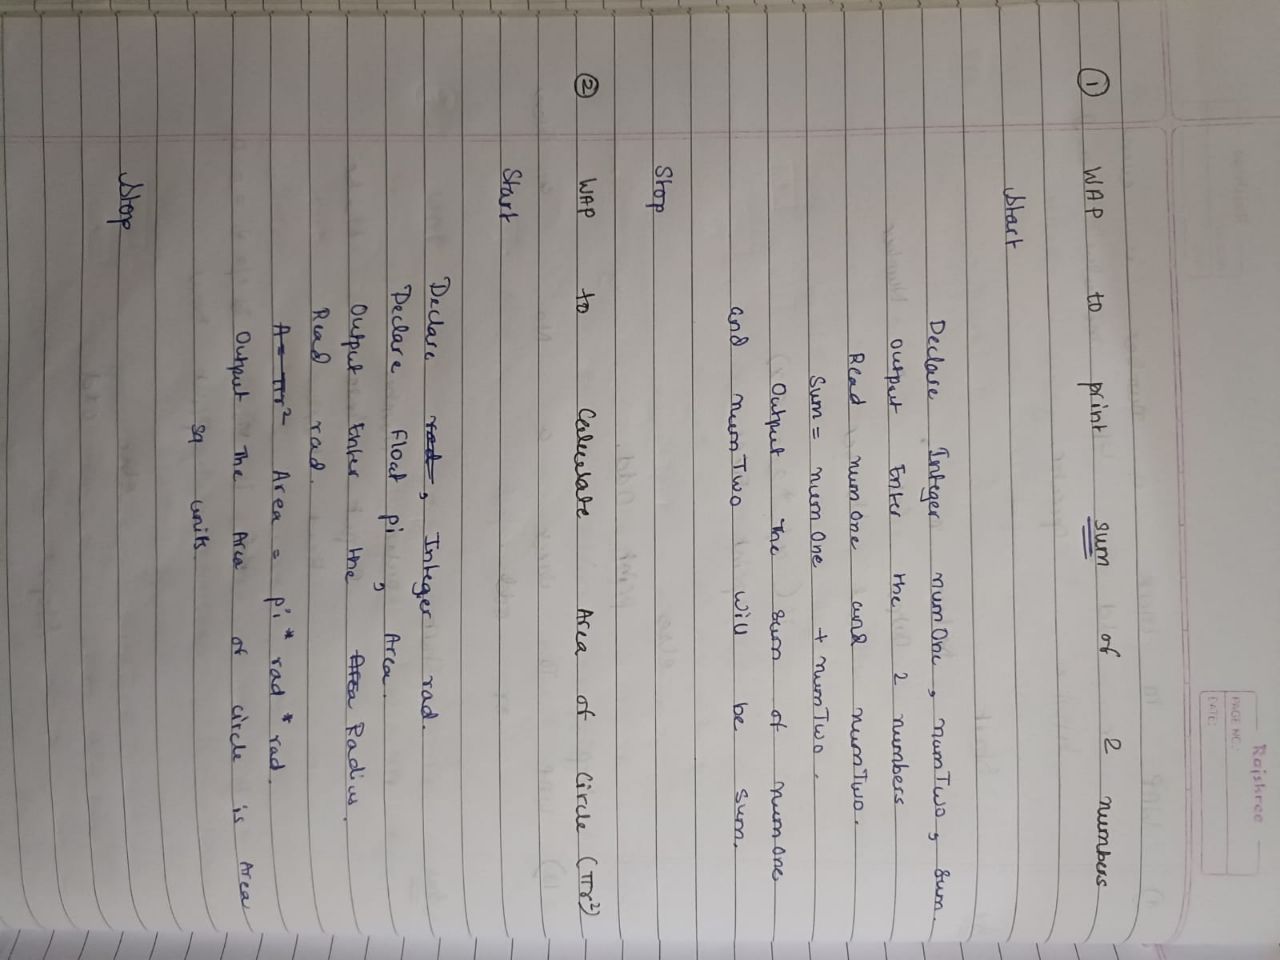 Rajshree
PAGE NO.:
DATE:
① WAP to print sum of 2 numbers
Start
Declare Integer numOne, numTwo, sum.
Output Enter the 2 numbers
Read numOne and numTwo.
Sum = numOne + numTwo.
Output The sum of numOne
and numTwo will be sum.
Stop
② WAP to Calculate Area of Circle (πr²)
Start
Declare rad, Integer rad.
Declare Float pi, Area.
Output Enter the Area Radius.
Read rad.
A = πr² Area = pi * rad * rad.
Output The Area of circle is Area
sq units
Stop